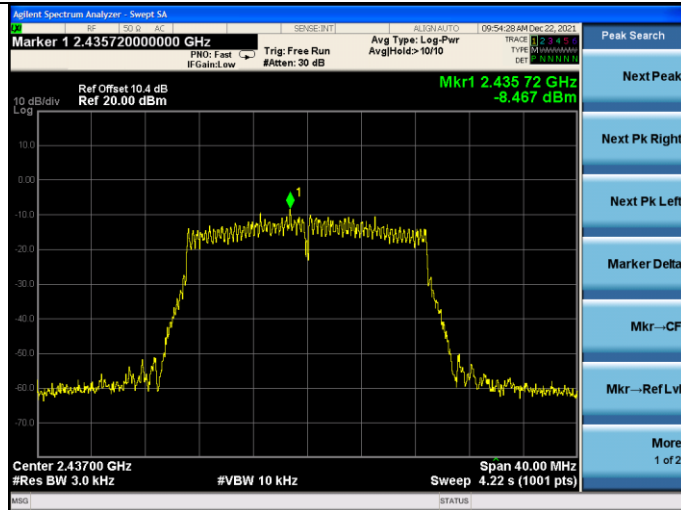 Agilent Spectrum Analyzer - Swept SA
RF 50 Ω AC SENSE:INT ALIGNAUTO 09:54:28 AM Dec 22, 2021
Marker 1 2.435720000000 GHz
PNO: Fast
IFGain:Low
Trig: Free Run
#Atten: 30 dB
Avg Type: Log-Pwr
Avg|Hold:>10/10
TRACE 1 2 3 4 5 6
TYPE M
DET P N N N N N
Peak Search
Mkr1 2.435 72 GHz
-8.467 dBm
Ref Offset 10.4 dB
Ref 20.00 dBm
10 dB/div
Log
10.0
0.00
-10.0
-20.0
-30.0
-40.0
-50.0
-60.0
-70.0
1
Next Peak
Next Pk Right
Next Pk Left
Marker Delta
Mkr→CF
Mkr→Ref Lvl
More
1 of 2
Center 2.43700 GHz
#Res BW 3.0 kHz
#VBW 10 kHz
Span 40.00 MHz
Sweep 4.22 s (1001 pts)
MSG
STATUS